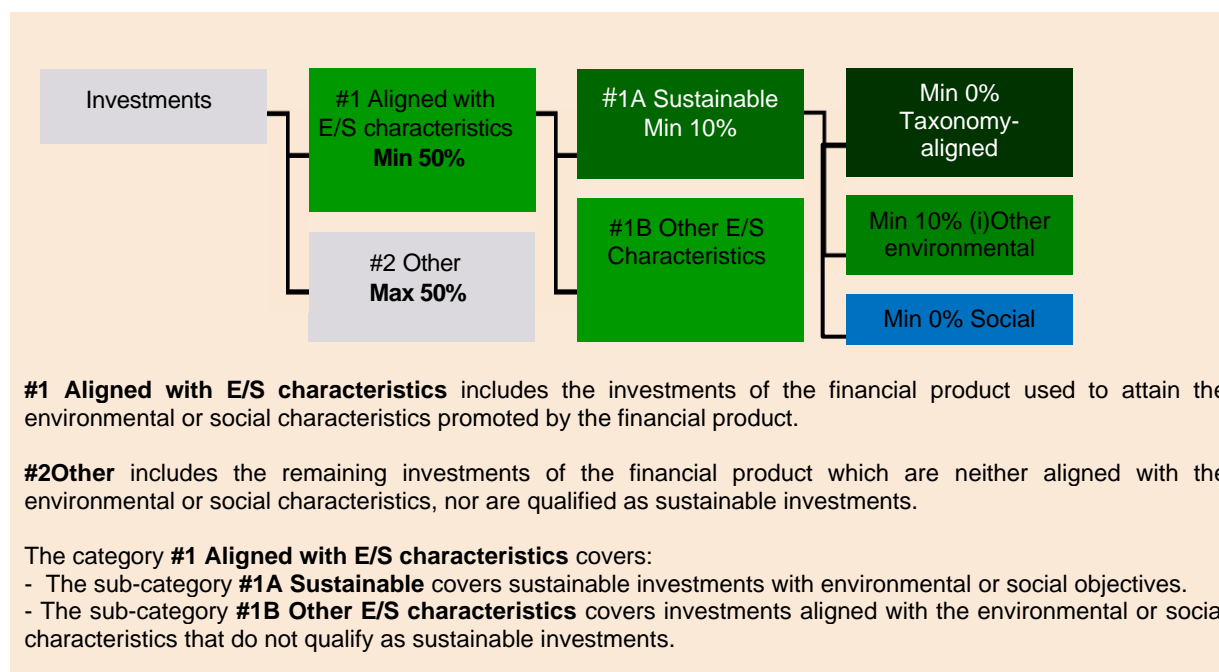 Investments
#1 Aligned with
E/S characteristics
Min 50%
#2 Other
Max 50%
#1A Sustainable
Min 10%
#1B Other E/S
Characteristics
Min 0%
Taxonomy-
aligned
Min 10% (i)Other
environmental
Min 0% Social
#1 Aligned with E/S characteristics includes the investments of the financial product used to attain the
environmental or social characteristics promoted by the financial product.
#2Other includes the remaining investments of the financial product which are neither aligned with the
environmental or social characteristics, nor are qualified as sustainable investments.
The category #1 Aligned with E/S characteristics covers:
- The sub-category #1A Sustainable covers sustainable investments with environmental or social objectives.
- The sub-category #1B Other E/S characteristics covers investments aligned with the environmental or social
characteristics that do not qualify as sustainable investments.